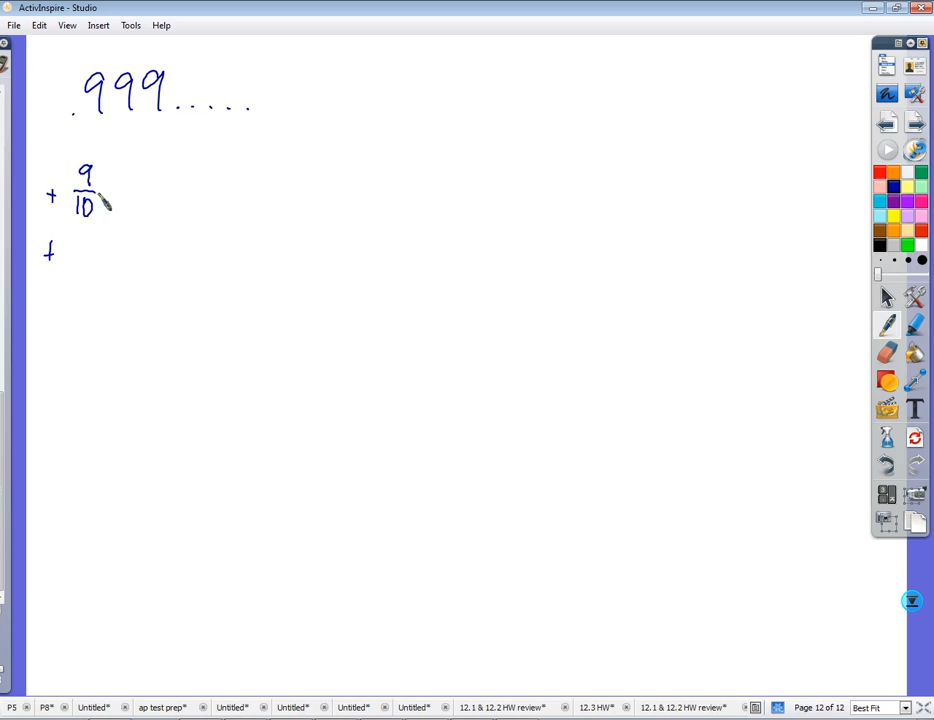 ActivInspire - Studio
File Edit View Insert Tools Help
.999.....
+ 9/10
+
P5 P8* Untitled* ap test prep* Untitled* Untitled* Untitled* Untitled* 12.1 & 12.2 HW review* 12.3 HW* 12.1 & 12.2 HW review* Page 12 of 12 Best Fit